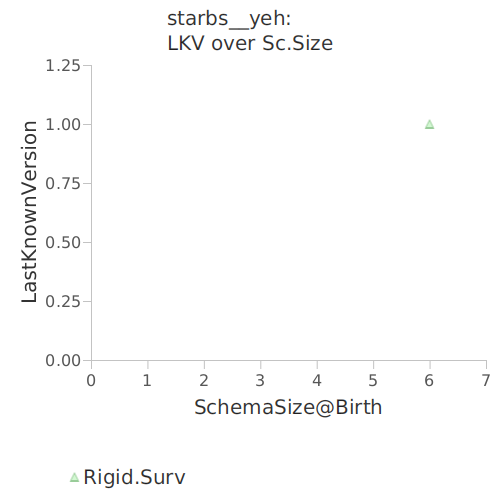 starbs__yeh:
LKV over Sc.Size
LastKnownVersion
1.25
1.00
0.75
0.50
0.25
0.00
0 1 2 3 4 5 6 7
SchemaSize@Birth
Rigid.Surv